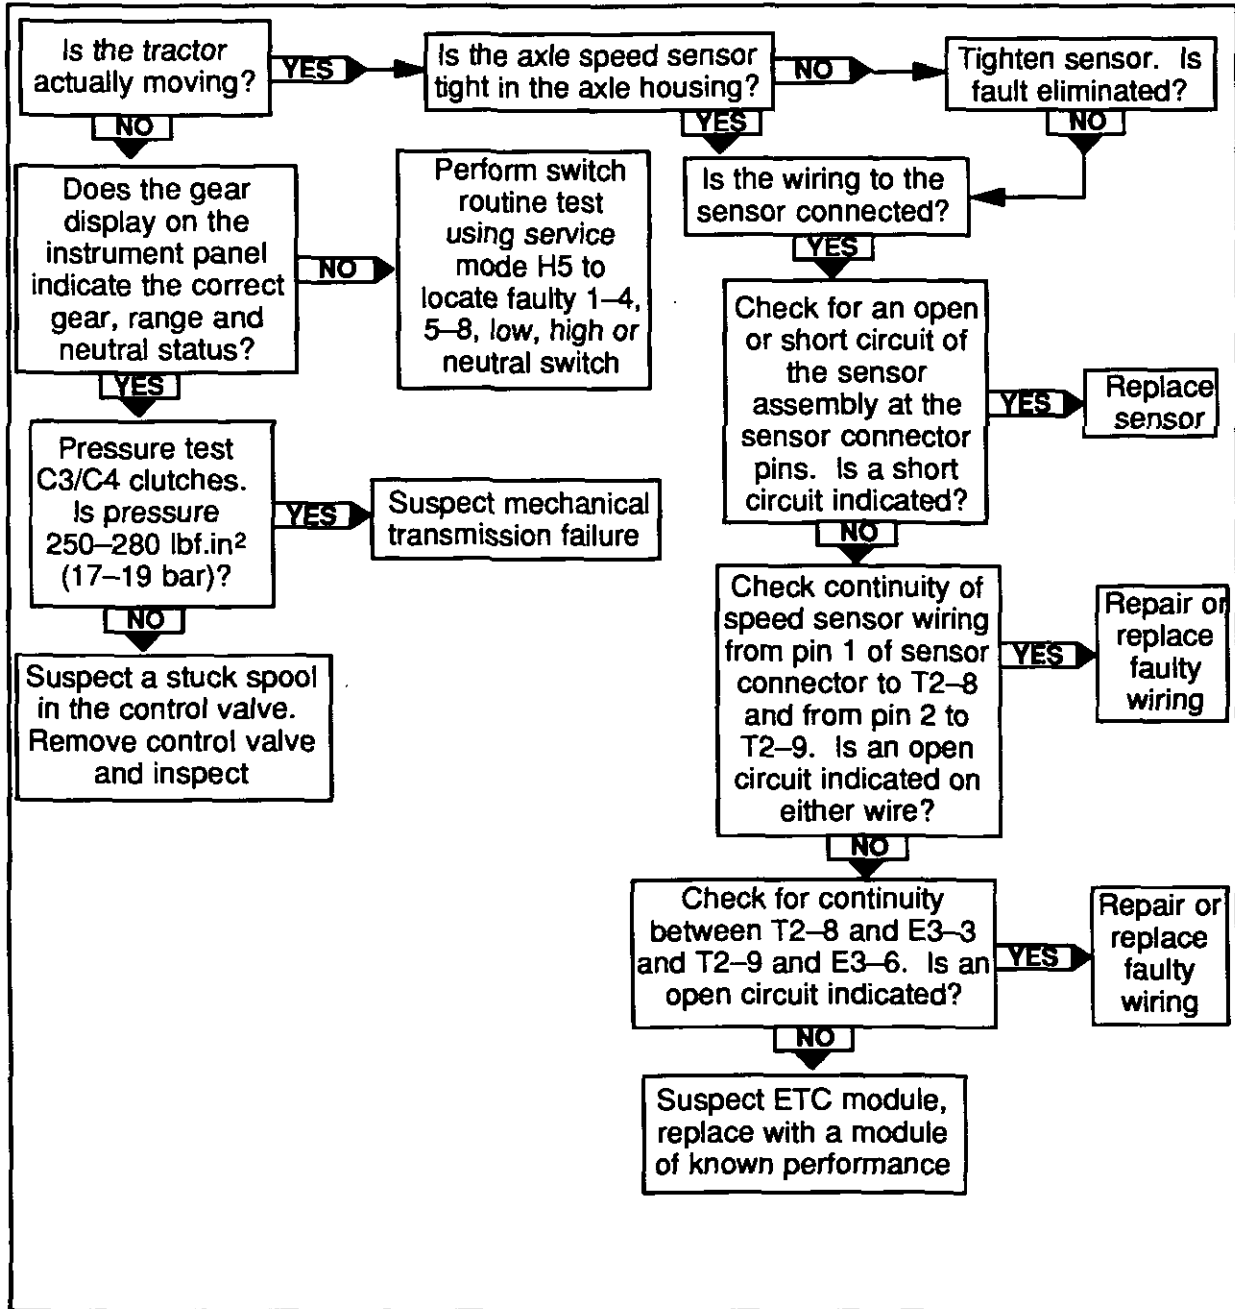 Is the tractor
actually moving?
YES
Is the axle speed sensor
tight in the axle housing?
NO
Tighten sensor. Is
fault eliminated?
NO
YES
NO
Does the gear
display on the
instrument panel
indicate the correct
gear, range and
neutral status?
NO
Perform switch
routine test
using service
mode H5 to
locate faulty 1–4,
5–8, low, high or
neutral switch
Is the wiring to the
sensor connected?
YES
Check for an open
or short circuit of
the sensor
assembly at the
sensor connector
pins. Is a short
circuit indicated?
YES
Replace
sensor
YES
Pressure test
C3/C4 clutches.
Is pressure
250–280 lbf.in²
(17–19 bar)?
YES
Suspect mechanical
transmission failure
NO
NO
Suspect a stuck spool
in the control valve.
Remove control valve
and inspect
Check continuity of
speed sensor wiring
from pin 1 of sensor
connector to T2–8
and from pin 2 to
T2–9. Is an open
circuit indicated on
either wire?
YES
Repair or
replace
faulty
wiring
NO
Check for continuity
between T2–8 and E3–3
and T2–9 and E3–6. Is an
open circuit indicated?
YES
Repair or
replace
faulty
wiring
NO
Suspect ETC module,
replace with a module
of known performance